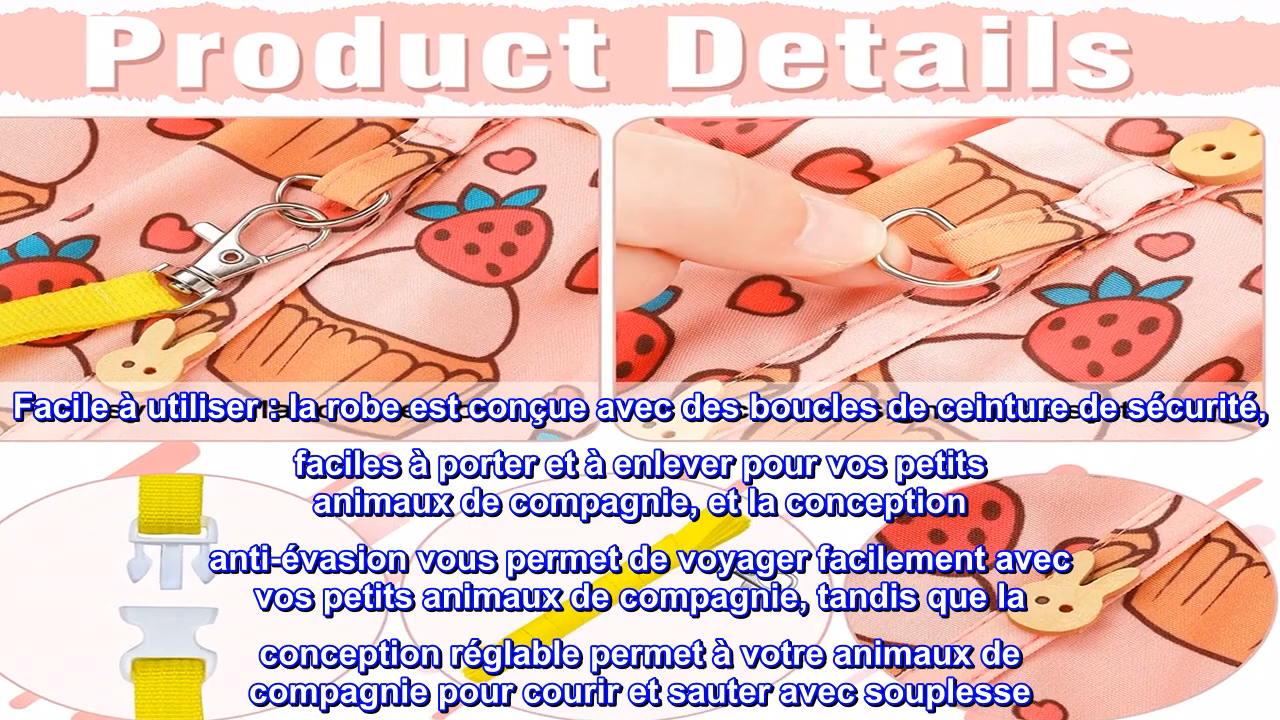 Product Details
Facile à utiliser : la robe est conçue avec des boucles de ceinture de sécurité,
faciles à porter et à enlever pour vos petits
animaux de compagnie, et la conception
anti-évasion vous permet de voyager facilement avec
vos petits animaux de compagnie, tandis que la
conception réglable permet à votre animaux de
compagnie pour courir et sauter avec souplesse